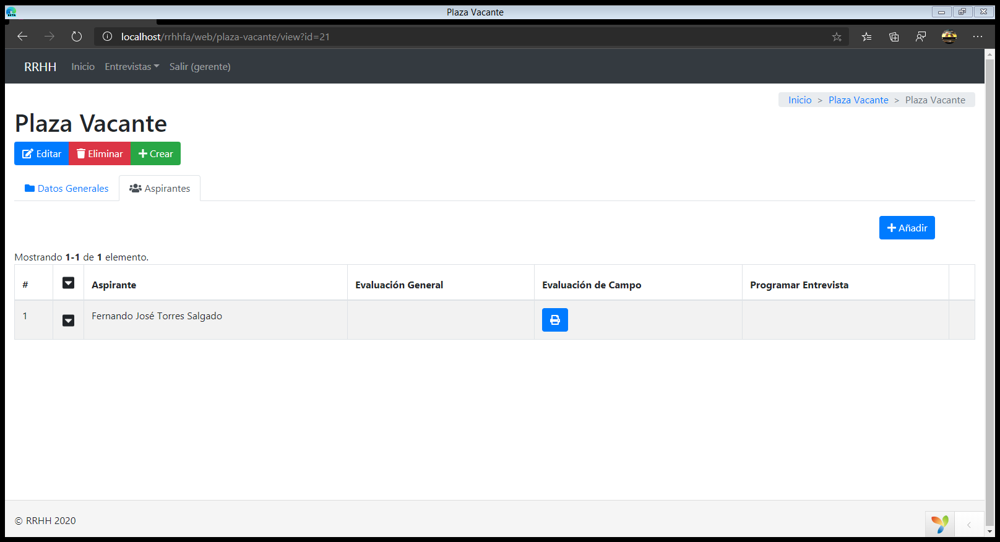 Plaza Vacante
localhost/rrhhfa/web/plaza-vacante/view?id=21
RRHH Inicio Entrevistas Salir (gerente)
Inicio > Plaza Vacante > Plaza Vacante
Plaza Vacante
Editar Eliminar Crear
Datos Generales Aspirantes
Añadir
Mostrando 1-1 de 1 elemento.
# Aspirante Evaluación General Evaluación de Campo Programar Entrevista
1 Fernando José Torres Salgado
© RRHH 2020